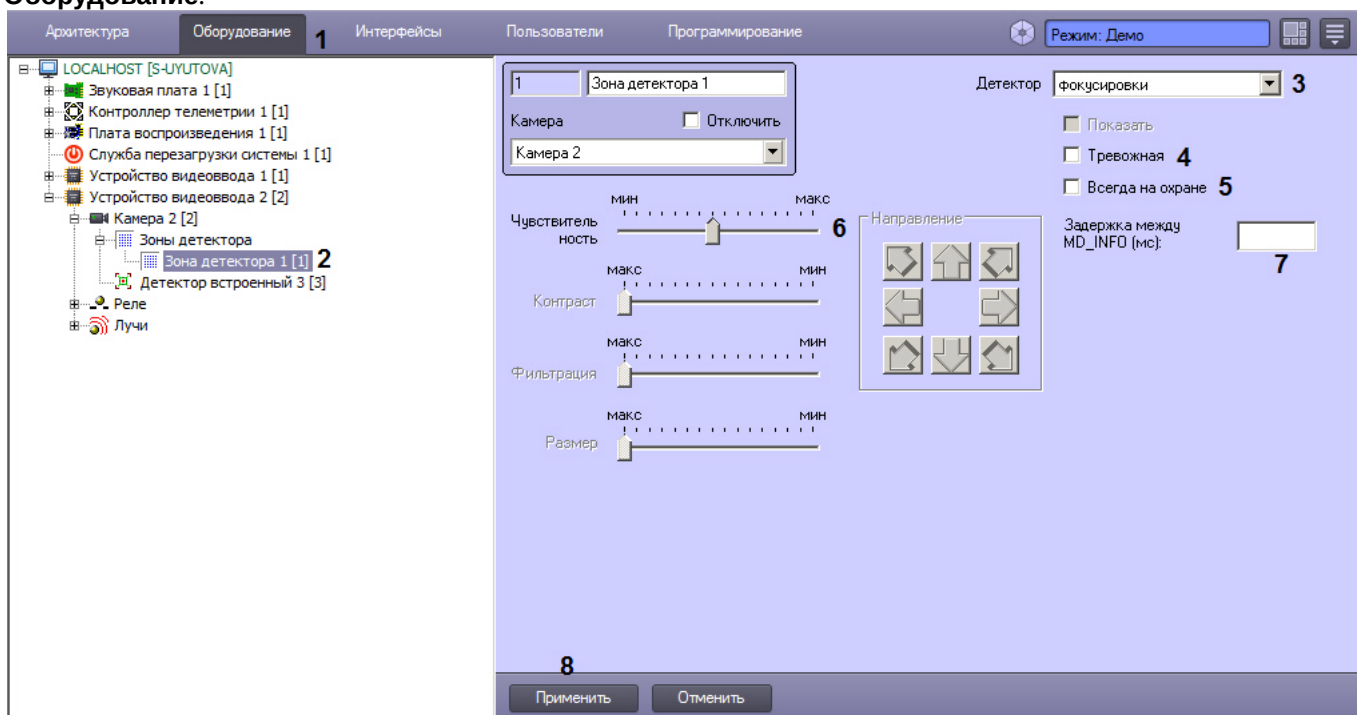 Оборудование.
Архитектура Оборудование 1 Интерфейсы Пользователи Программирование Режим: Демо
LOCALHOST [S-UYUTOVA]
Звуковая плата 1 [1]
Контроллер телеметрии 1 [1]
Плата воспроизведения 1 [1]
Служба перезагрузки системы 1 [1]
Устройство видеоввода 1 [1]
Устройство видеоввода 2 [2]
Камера 2 [2]
Зоны детектора
Зона детектора 1 [1] 2
Детектор встроенный 3 [3]
Реле
Лучи
1 Зона детектора 1
Камера Отключить
Камера 2
Детектор фокусировки 3
Показать
Тревожная 4
Всегда на охране 5
Задержка между
MD_INFO (мс):
7
мин макс
Чувствитель
ность
6
макс мин
Контраст
макс мин
Фильтрация
макс мин
Размер
Направление
8
Применить Отменить